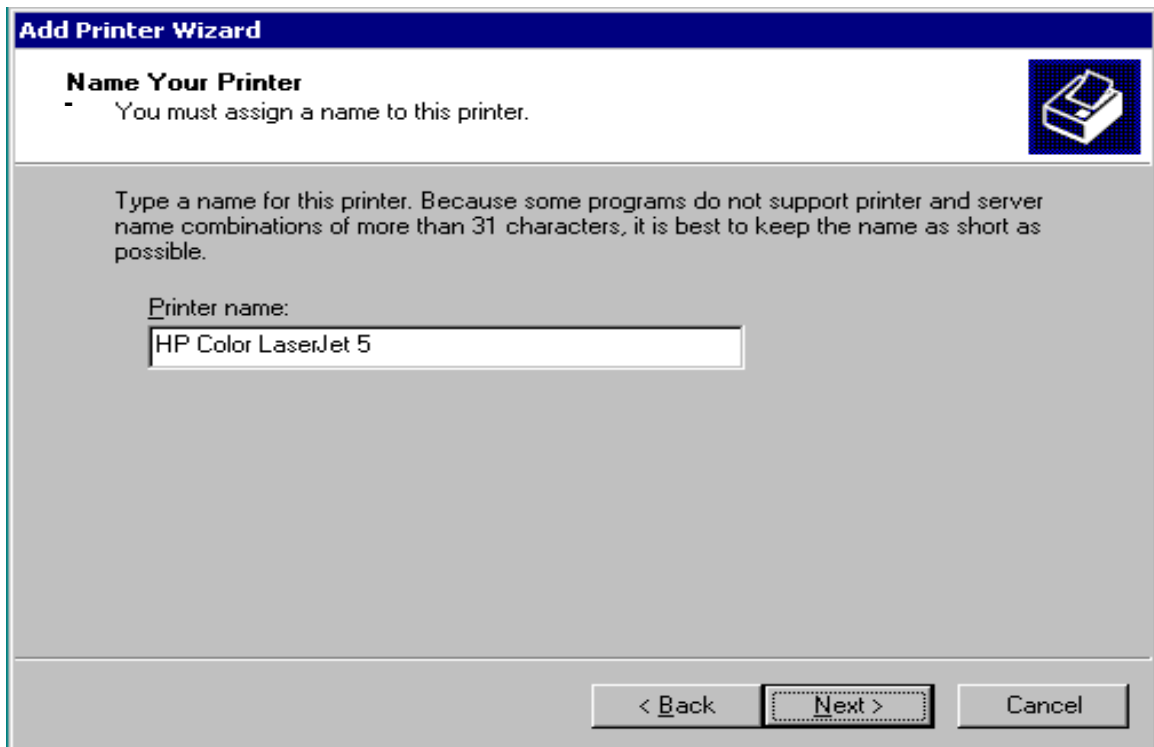 Add Printer Wizard
Name Your Printer
You must assign a name to this printer.
Type a name for this printer. Because some programs do not support printer and server
name combinations of more than 31 characters, it is best to keep the name as short as
possible.
Printer name:
HP Color LaserJet 5
< Back
Next >
Cancel